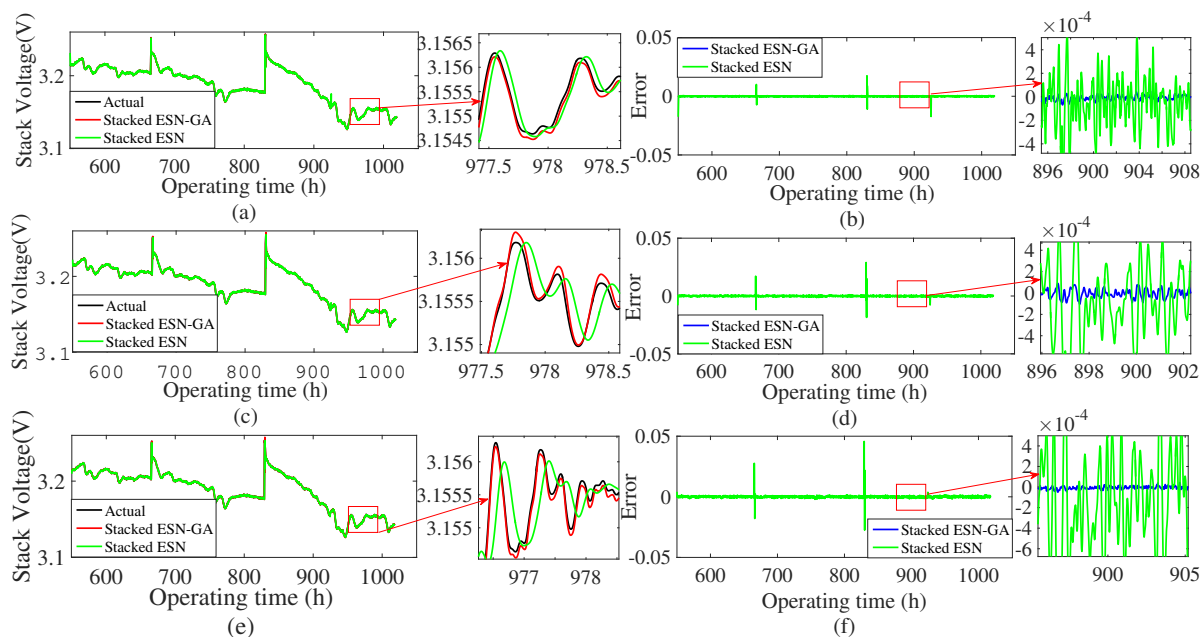 Stack Voltage(V)
3.2
3.1
Actual
Stacked ESN-GA
Stacked ESN
600 700 800 900 1000
Operating time (h)
(a)
3.1565
3.156
3.1555
3.155
3.1545
977.5 978 978.5
Error
0.05
0
-0.05
Stacked ESN-GA
Stacked ESN
600 700 800 900 1000
Operating time (h)
(b)
×10-4
4
2
0
-2
-4
896 900 904 908
Stack Voltage(V)
3.2
3.1
Actual
Stacked ESN-GA
Stacked ESN
600 700 800 900 1000
Operating time (h)
(c)
3.156
3.1555
3.155
977.5 978 978.5
Error
0.05
0
-0.05
Stacked ESN-GA
Stacked ESN
600 700 800 900 1000
Operating time (h)
(d)
×10-4
4
2
0
-2
-4
896 898 900 902
Stack Voltage(V)
3.2
3.1
Actual
Stacked ESN-GA
Stacked ESN
600 700 800 900 1000
Operating time (h)
(e)
3.156
3.1555
3.155
977 978
Error
0.05
0
-0.05
Stacked ESN-GA
Stacked ESN
600 700 800 900 1000
Operating time (h)
(f)
×10-4
4
2
0
-2
-4
-6
900 905